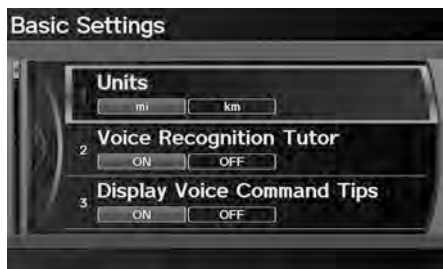 Basic Settings
Units
mi km
2 Voice Recognition Tutor
ON OFF
3 Display Voice Command Tips
ON OFF